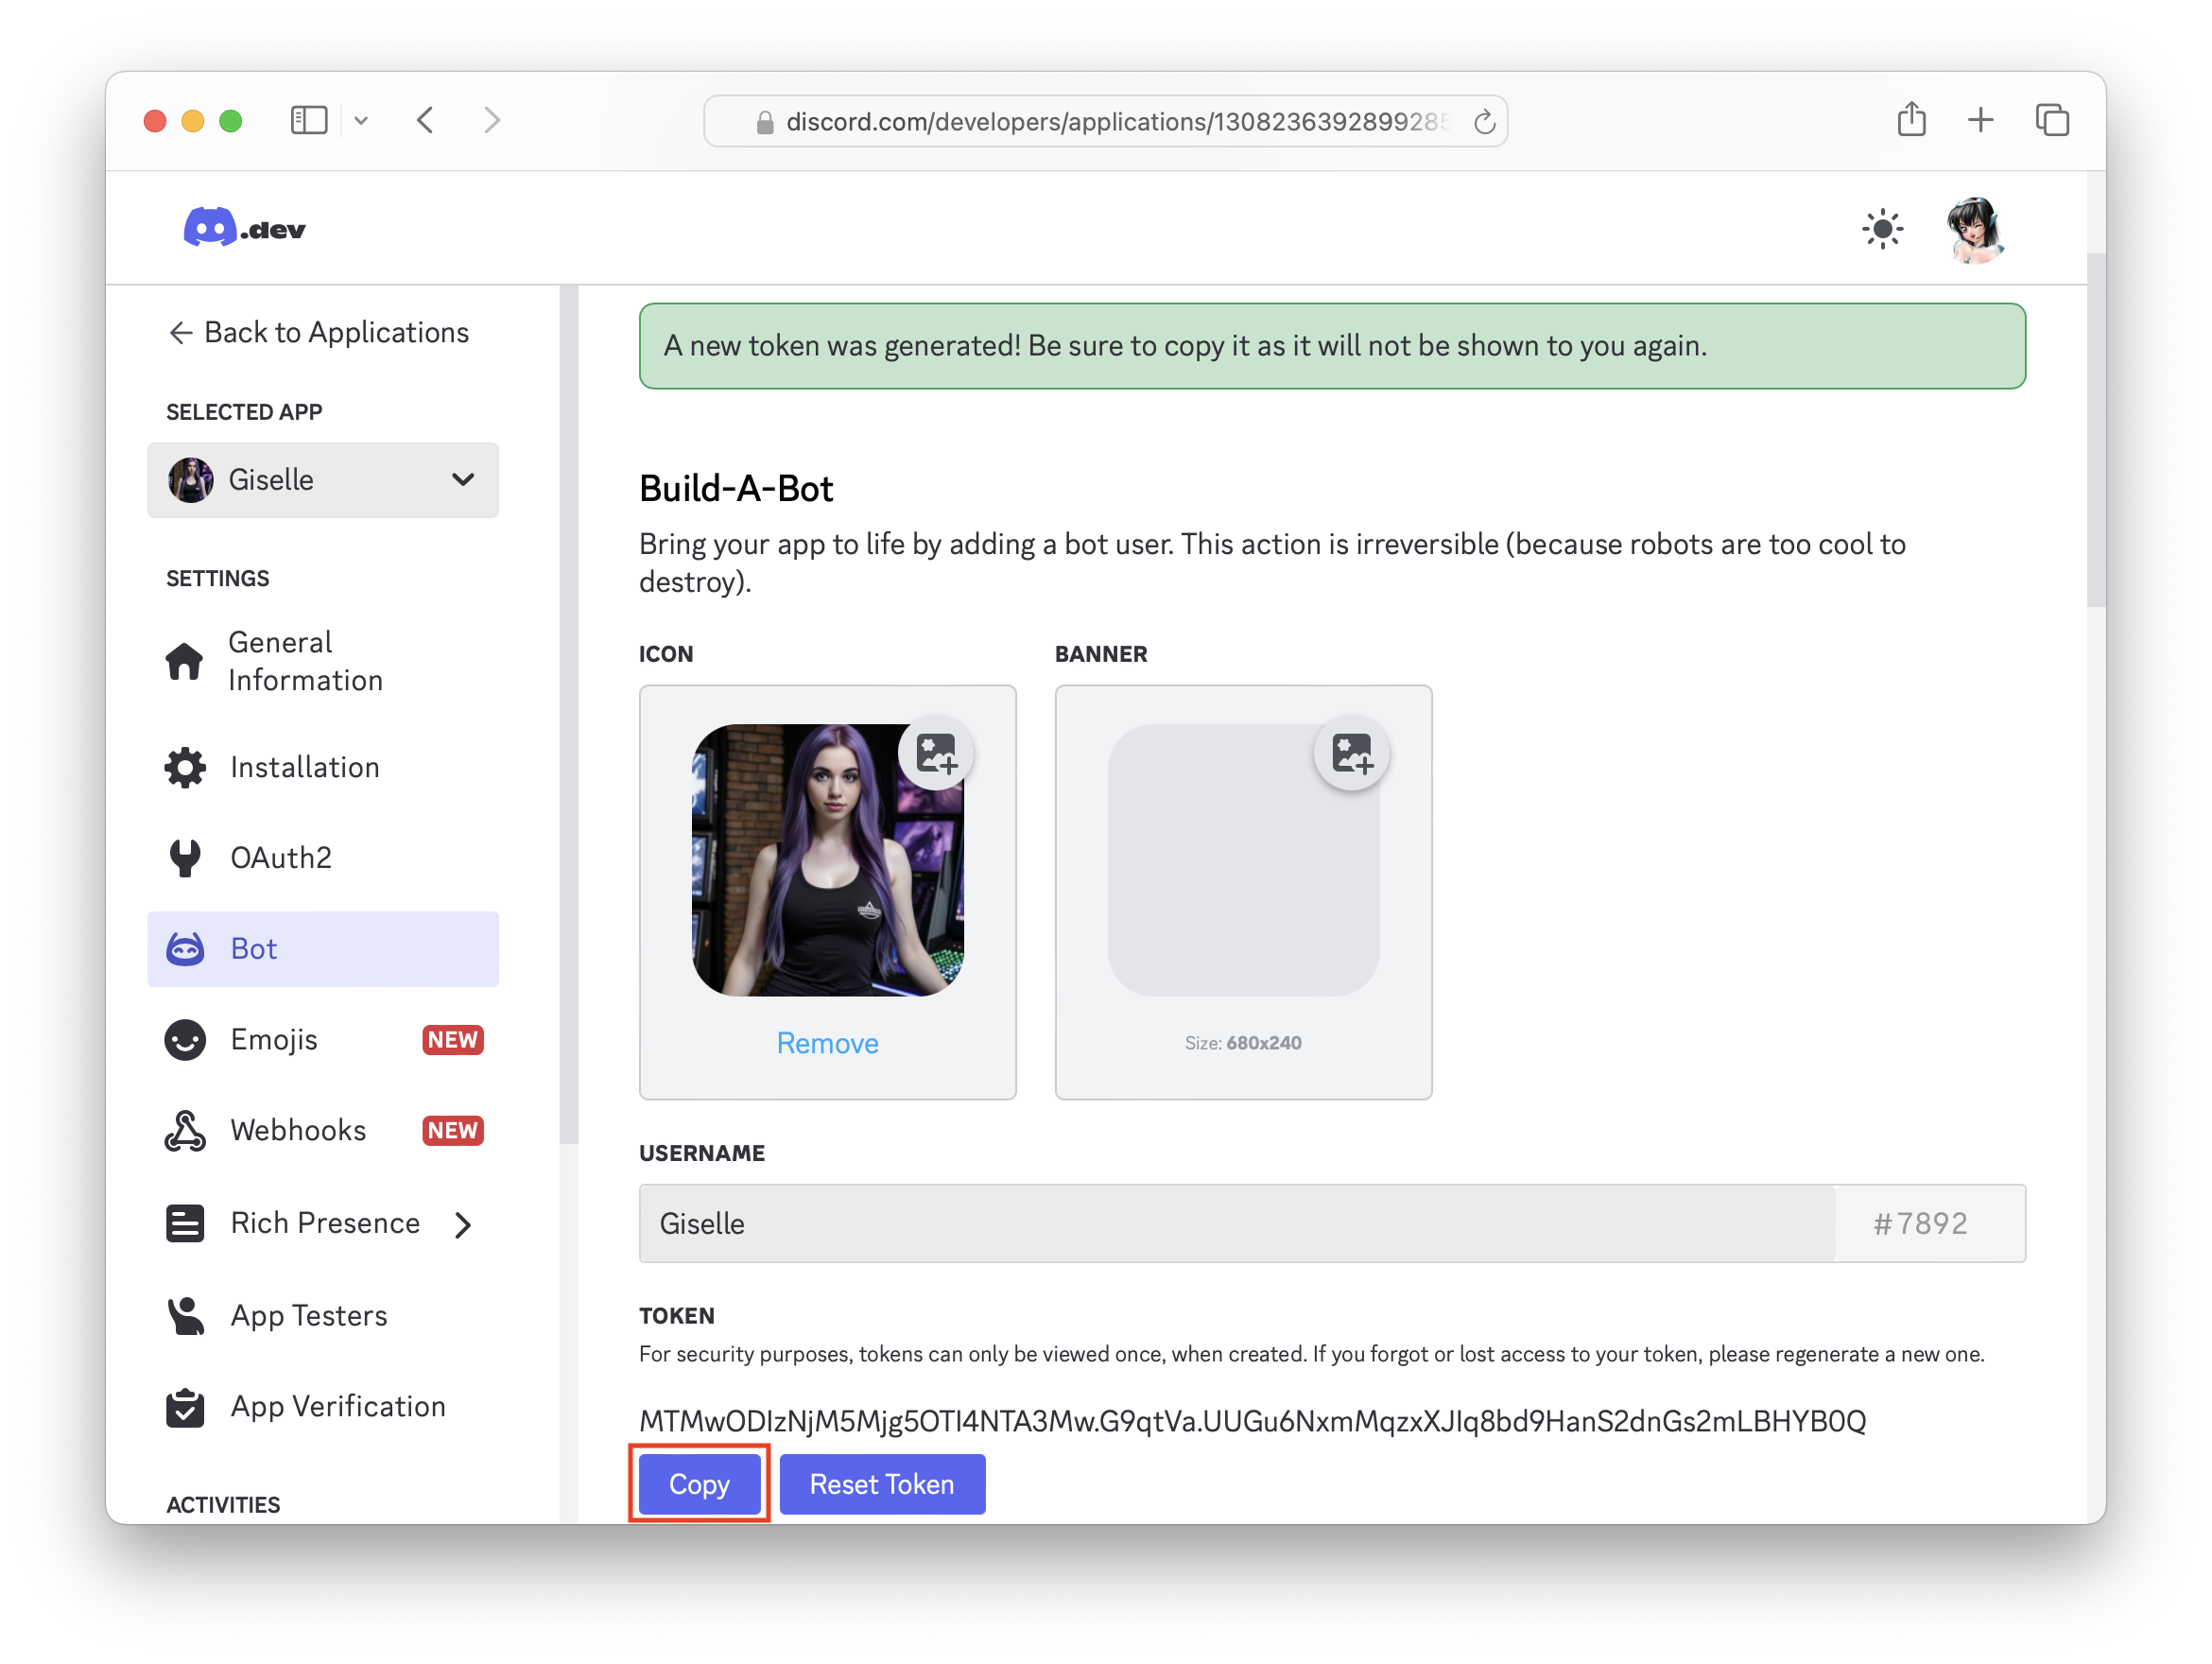 discord.com/developers/applications/1308236392899285
.dev
Back to Applications
SELECTED APP
Giselle
SETTINGS
General
Information
Installation
OAuth2
Bot
Emojis NEW
Webhooks NEW
Rich Presence
App Testers
App Verification
ACTIVITIES
A new token was generated! Be sure to copy it as it will not be shown to you again.
Build-A-Bot
Bring your app to life by adding a bot user. This action is irreversible (because robots are too cool to
destroy).
ICON
Remove
BANNER
Size: 680x240
USERNAME
Giselle #7892
TOKEN
For security purposes, tokens can only be viewed once, when created. If you forgot or lost access to your token, please regenerate a new one.
MTMwODIzNjM5Mjg5OTI4NTA3Mw.G9qtVa.UUGu6NxmMqzxXJIq8bd9HanS2dnGs2mLBHYB0Q
Copy Reset Token